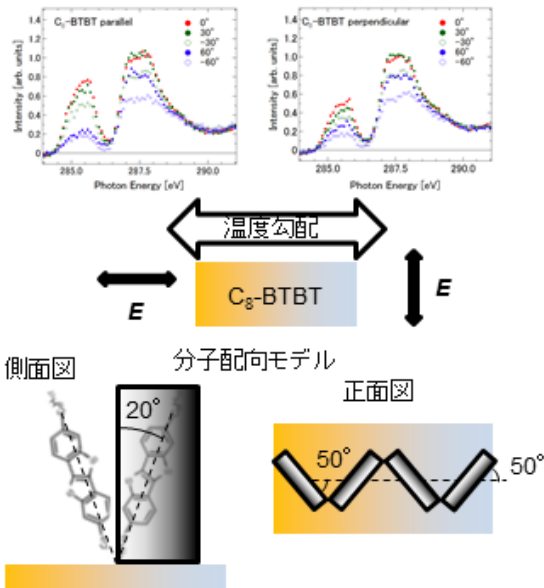 C₈-BTBT parallel
0°
30°
-30°
60°
-60°
Intensity [arb. units]
1.4
1.2
1.0
0.8
0.6
0.4
0.2
0
285.0
287.5
290.0
Photon Energy [eV]
C₈-BTBT perpendicular
0°
30°
-30°
60°
-60°
Intensity [arb. units]
1.4
1.2
1.0
0.8
0.6
0.4
0.2
0
285.0
287.5
290.0
Photon Energy [eV]
温度勾配
E
C₈-BTBT
E
分子配向モデル
側面図
正面図
20°
50°
50°